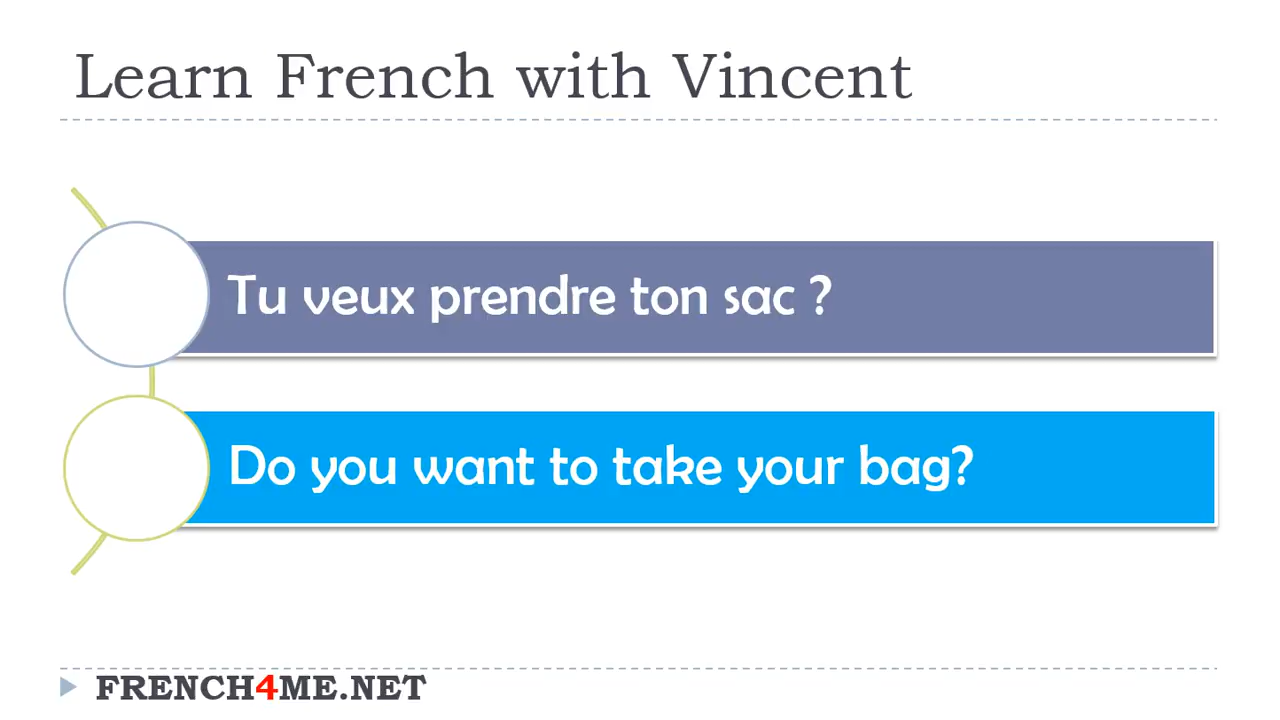 Learn French with Vincent
Tu veux prendre ton sac ?
Do you want to take your bag?
FRENCH4ME.NET